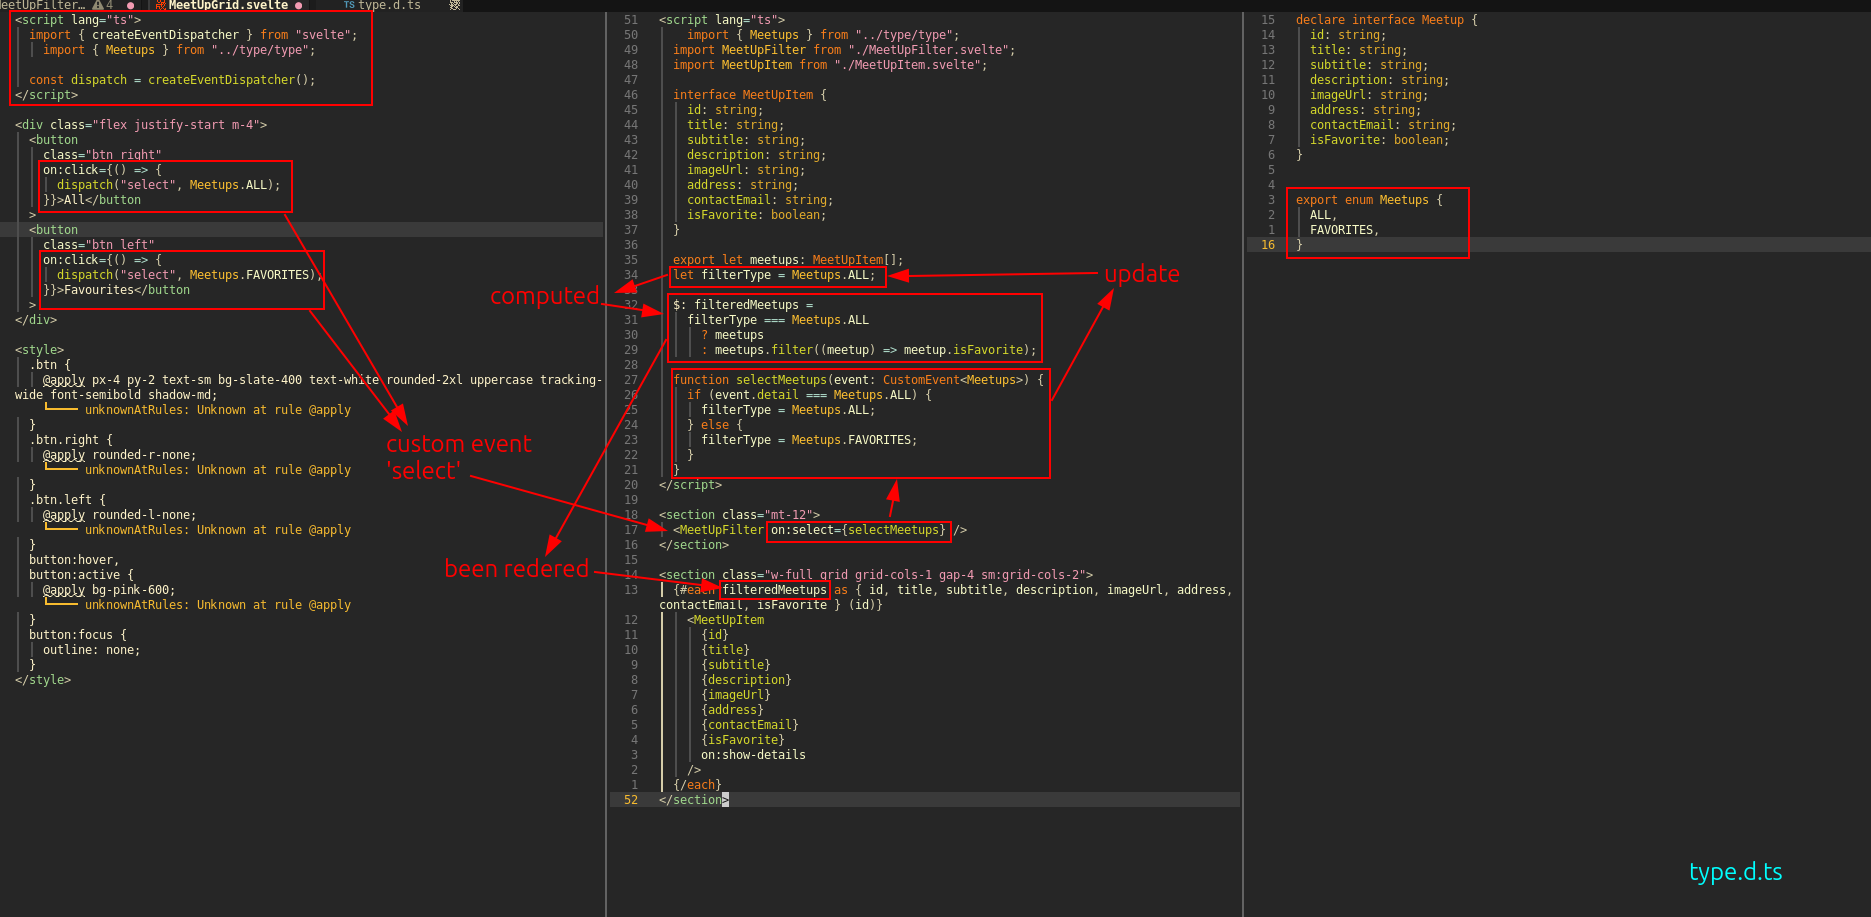 eetUpFilter… 4 ● MeetUpGrid.svelte ● TS type.d.ts
<script lang="ts">
import { createEventDispatcher } from "svelte";
import { Meetups } from "../type/type";
const dispatch = createEventDispatcher();
</script>
<div class="flex justify-start m-4">
<button
class="btn right"
on:click={() => {
dispatch("select", Meetups.ALL);
}}>All</button
>
<button
class="btn left"
on:click={() => {
dispatch("select", Meetups.FAVORITES);
}}>Favourites</button
>
</div>
<style>
.btn {
@apply px-4 py-2 text-sm bg-slate-400 text-white rounded-2xl uppercase tracking-
wide font-semibold shadow-md;
unknownAtRules: Unknown at rule @apply
}
.btn.right {
@apply rounded-r-none;
unknownAtRules: Unknown at rule @apply
}
.btn.left {
@apply rounded-l-none;
unknownAtRules: Unknown at rule @apply
}
button:hover,
button:active {
@apply bg-pink-600;
unknownAtRules: Unknown at rule @apply
}
button:focus {
outline: none;
}
</style>
computed
custom event
'select'
been redered
51 <script lang="ts">
50 import { Meetups } from "../type/type";
49 import MeetUpFilter from "./MeetUpFilter.svelte";
48 import MeetUpItem from "./MeetUpItem.svelte";
47
46 interface MeetUpItem {
45 id: string;
44 title: string;
43 subtitle: string;
42 description: string;
41 imageUrl: string;
40 address: string;
39 contactEmail: string;
38 isFavorite: boolean;
37 }
36
35 export let meetups: MeetUpItem[];
34 let filterType = Meetups.ALL;
33
32 $: filteredMeetups =
31 filterType === Meetups.ALL
30 ? meetups
29 : meetups.filter((meetup) => meetup.isFavorite);
28
27 function selectMeetups(event: CustomEvent<Meetups>) {
26 if (event.detail === Meetups.ALL) {
25 filterType = Meetups.ALL;
24 } else {
23 filterType = Meetups.FAVORITES;
22 }
21 }
20 </script>
19
18 <section class="mt-12">
17 <MeetUpFilter on:select={selectMeetups} />
16 </section>
15
14 <section class="w-full grid grid-cols-1 gap-4 sm:grid-cols-2">
13 {#each filteredMeetups as { id, title, subtitle, description, imageUrl, address,
contactEmail, isFavorite } (id)}
12 <MeetUpItem
11 {id}
10 {title}
9 {subtitle}
8 {description}
7 {imageUrl}
6 {address}
5 {contactEmail}
4 {isFavorite}
3 on:show-details
2 />
1 {/each}
52 </section>
update
15 declare interface Meetup {
14 id: string;
13 title: string;
12 subtitle: string;
11 description: string;
10 imageUrl: string;
9 address: string;
8 contactEmail: string;
7 isFavorite: boolean;
6 }
5
4
3 export enum Meetups {
2 ALL,
1 FAVORITES,
16 }
type.d.ts